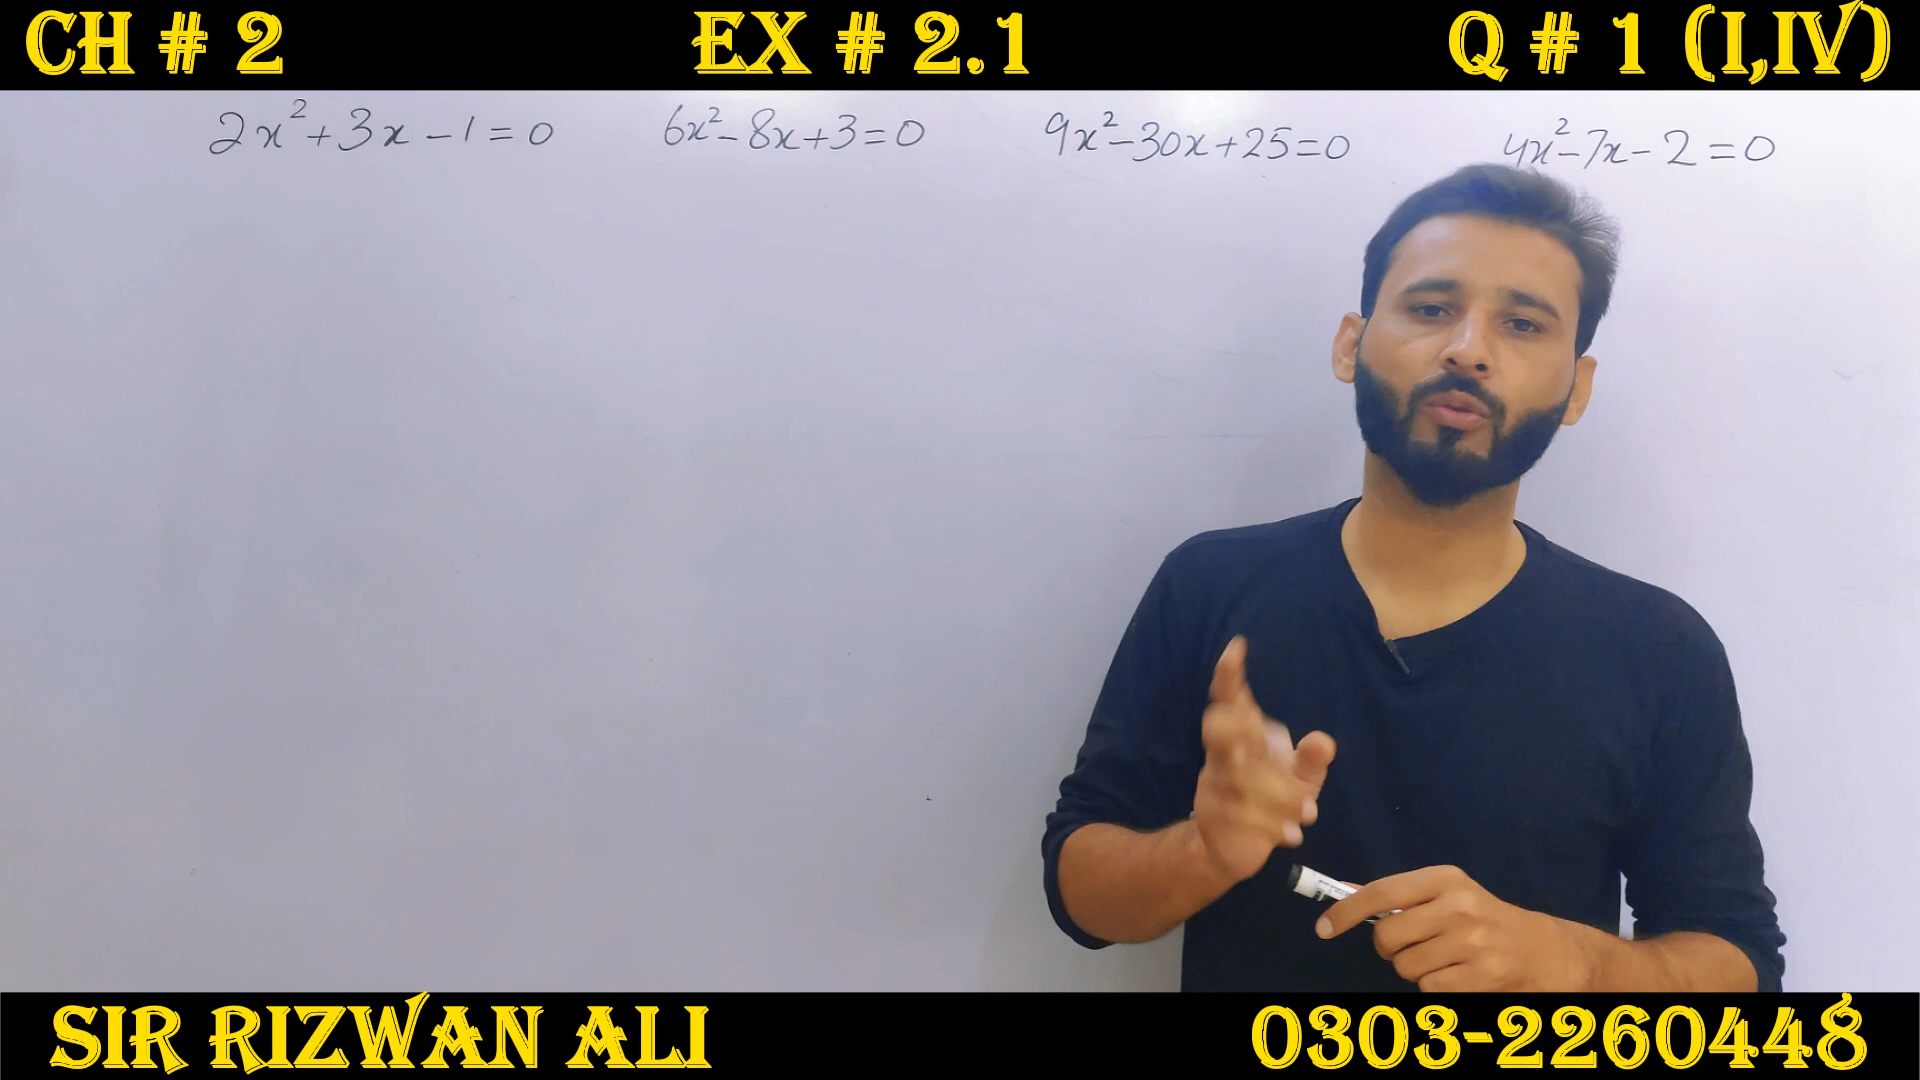 CH # 2 EX # 2.1 Q # 1 (I,IV)
2x²+3x-1=0 6x²-8x+3=0 9x²-30x+25=0 4x²-7x-2=0
SIR RIZWAN ALI 0303-2260448